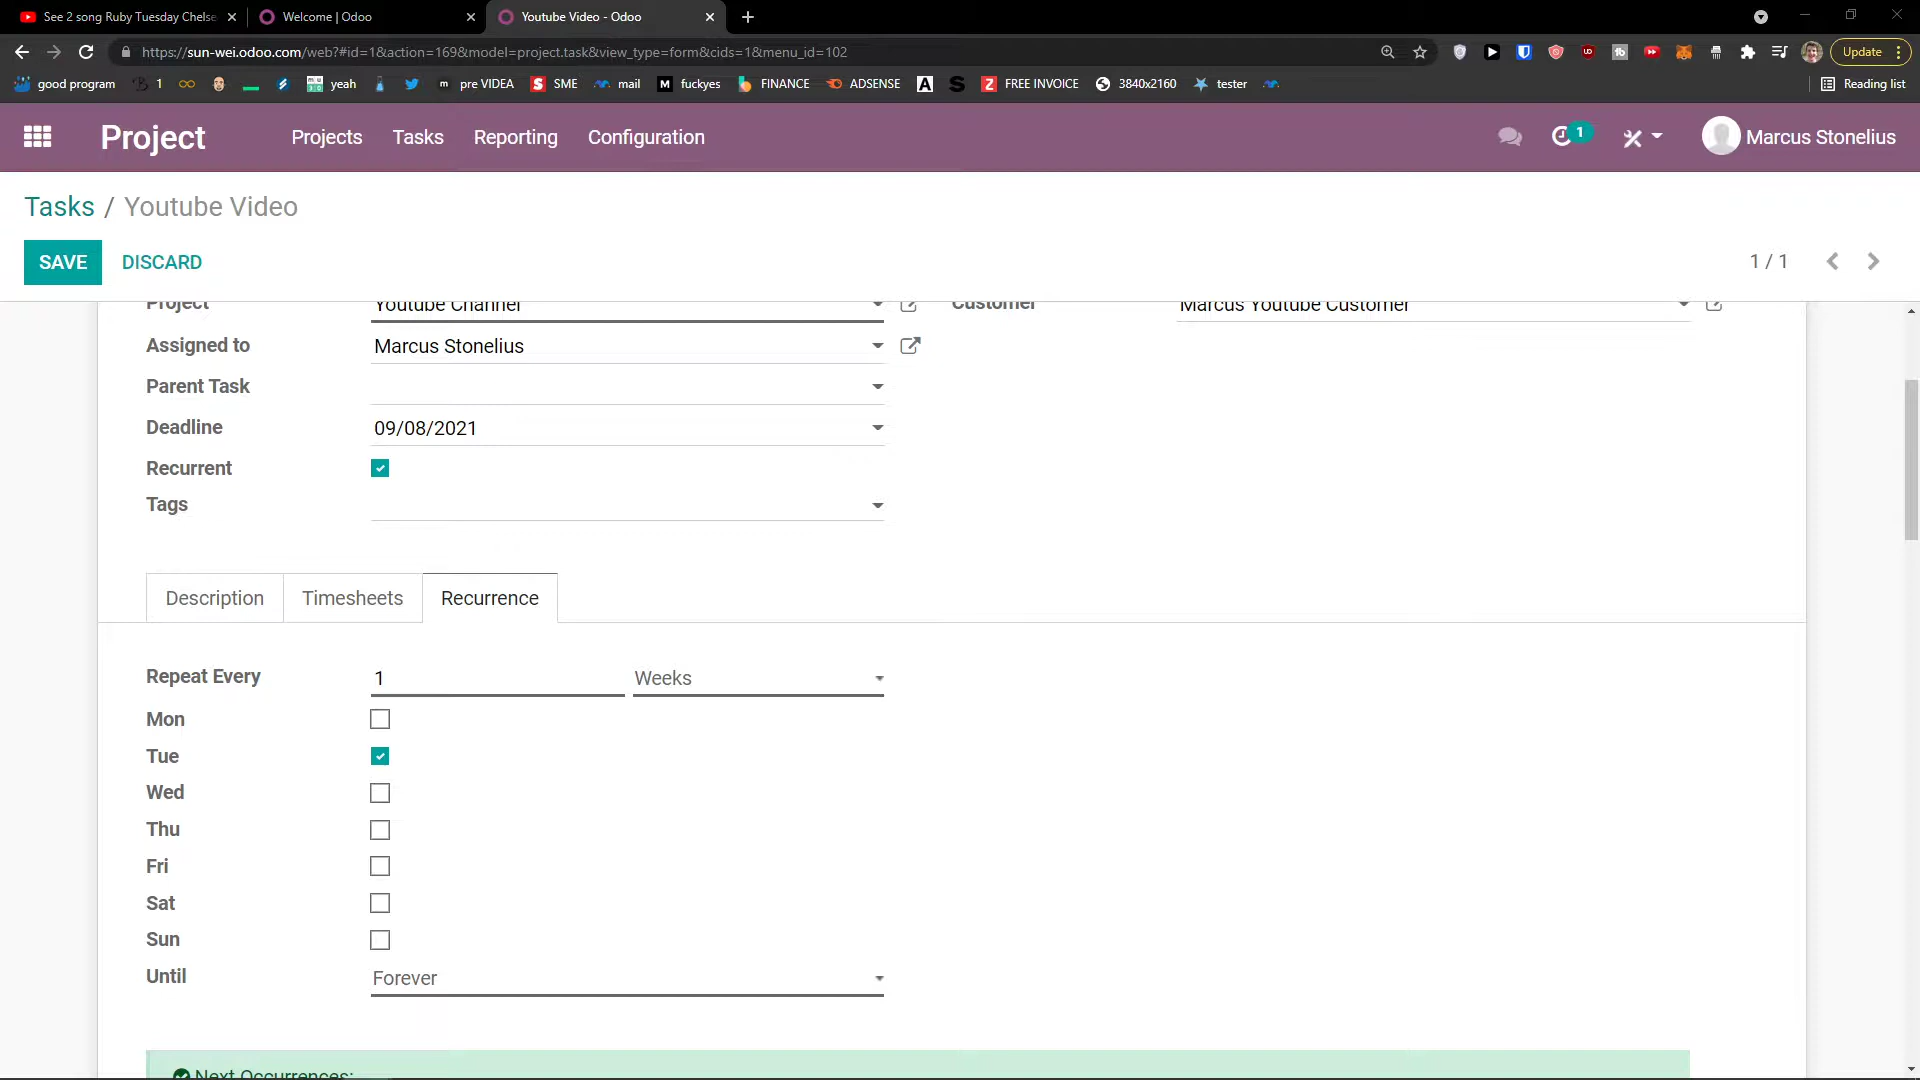 See 2 song Ruby Tuesday Chelse
Welcome | Odoo
Youtube Video - Odoo
https://sun-wei.odoo.com/web?#id=1&action=169&model=project.task&view_type=form&cids=1&menu_id=102
Update
good program
1
yeah
pre VIDEA
SME
mail
fuckyes
FINANCE
ADSENSE
FREE INVOICE
3840x2160
tester
Reading list
Project
Projects
Tasks
Reporting
Configuration
1
Marcus Stonelius
Tasks / Youtube Video
SAVE
DISCARD
1 / 1
Project
Youtube Channel
Customer
Marcus Youtube Customer
Assigned to
Marcus Stonelius
Parent Task
Deadline
09/08/2021
Recurrent
Tags
Description
Timesheets
Recurrence
Repeat Every
1
Weeks
Mon
Tue
Wed
Thu
Fri
Sat
Sun
Until
Forever
Next Occurrences: